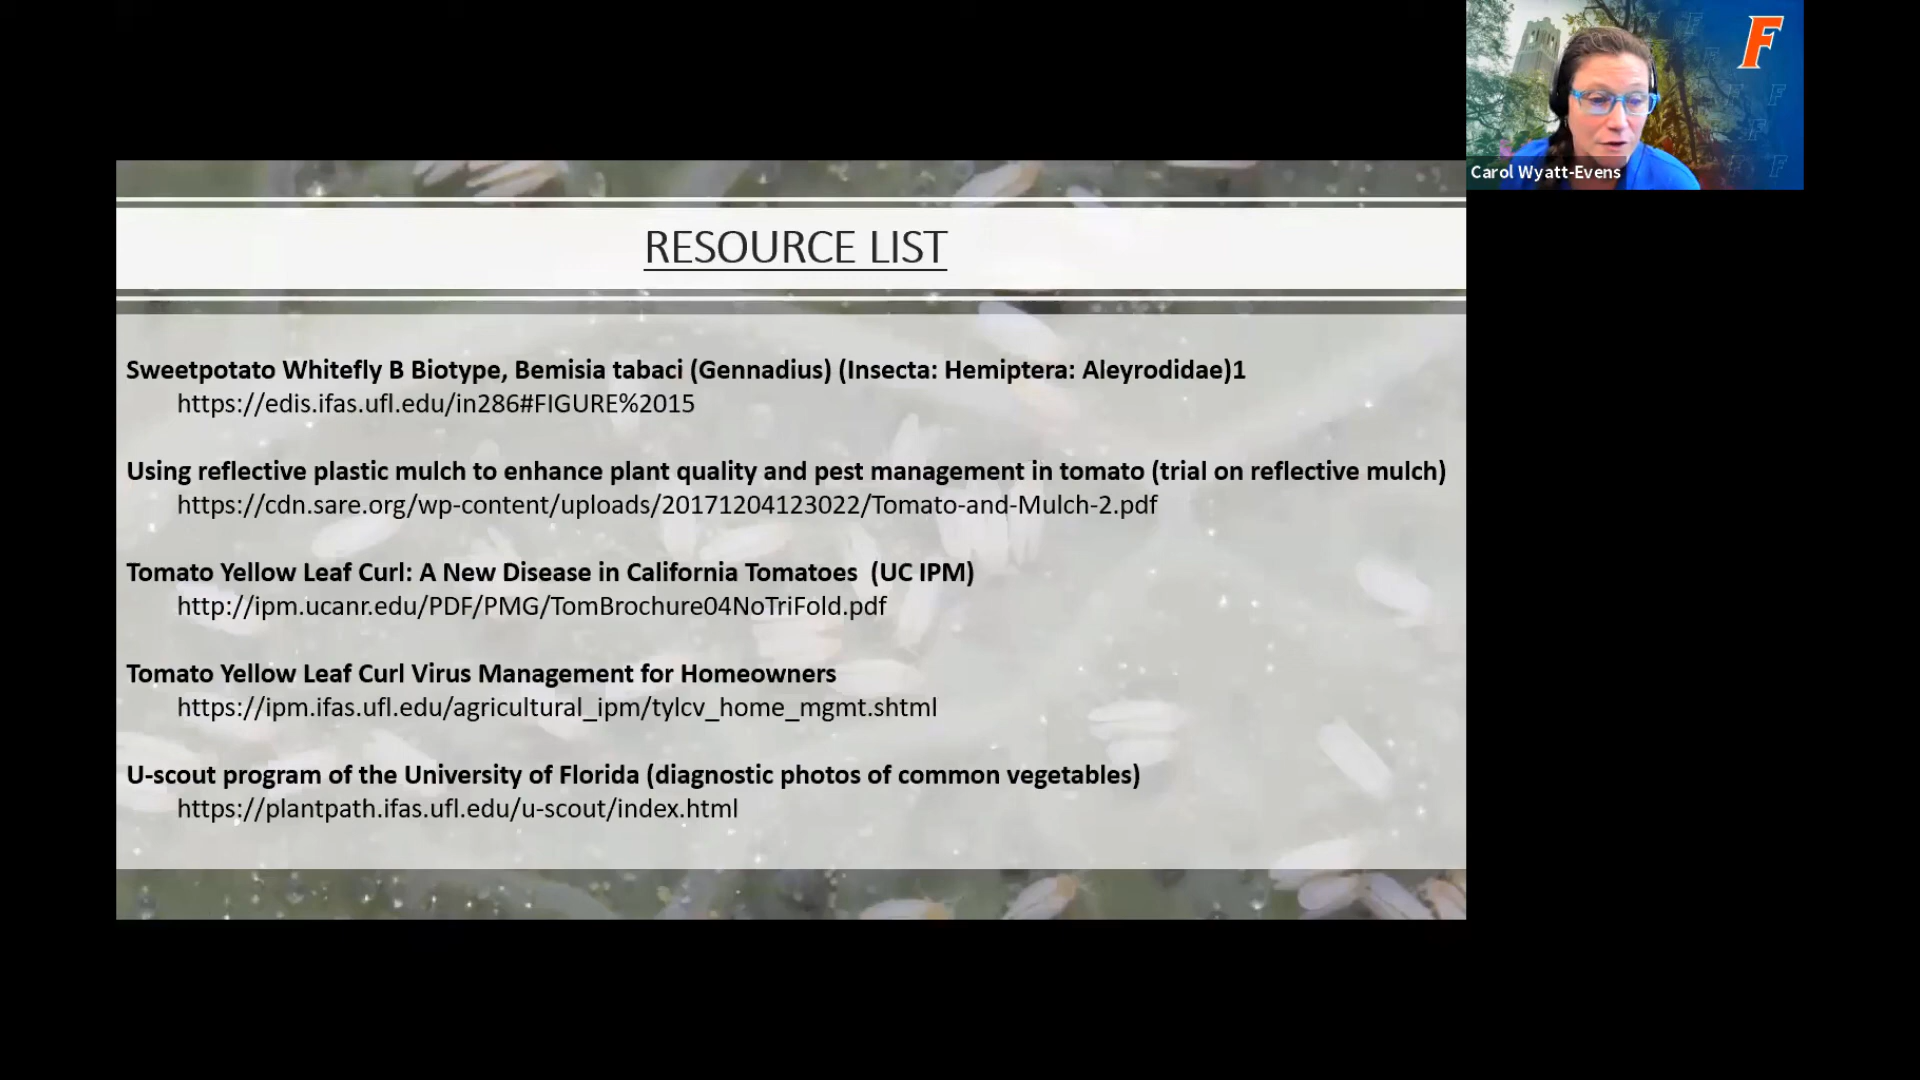 F
Carol Wyatt-Evens
RESOURCE LIST
Sweetpotato Whitefly B Biotype, Bemisia tabaci (Gennadius) (Insecta: Hemiptera: Aleyrodidae)1
https://edis.ifas.ufl.edu/in286#FIGURE%2015
Using reflective plastic mulch to enhance plant quality and pest management in tomato (trial on reflective mulch)
https://cdn.sare.org/wp-content/uploads/20171204123022/Tomato-and-Mulch-2.pdf
Tomato Yellow Leaf Curl: A New Disease in California Tomatoes  (UC IPM)
http://ipm.ucanr.edu/PDF/PMG/TomBrochure04NoTriFold.pdf
Tomato Yellow Leaf Curl Virus Management for Homeowners
https://ipm.ifas.ufl.edu/agricultural_ipm/tylcv_home_mgmt.shtml
U-scout program of the University of Florida (diagnostic photos of common vegetables)
https://plantpath.ifas.ufl.edu/u-scout/index.html